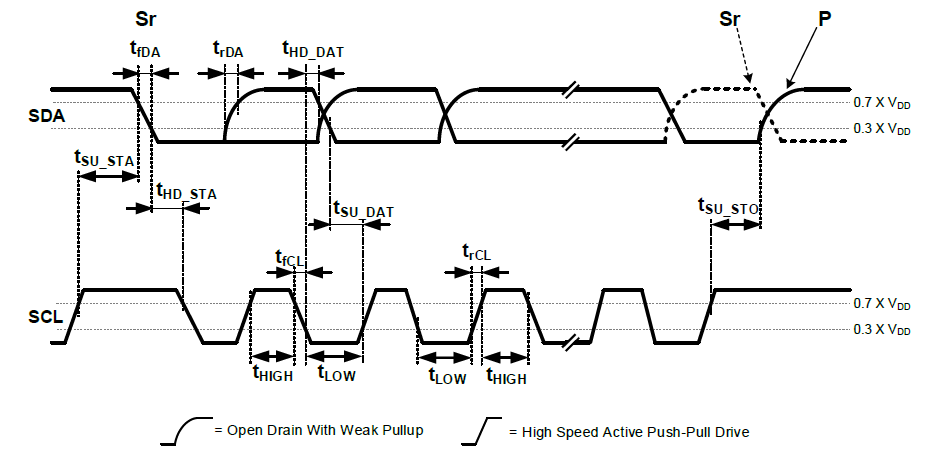 Sr Sr P
tfDA trDA tHD_DAT
SDA
0.7 X VDD
0.3 X VDD
tSU_STA
tHD_STA
tSU_DAT
tSU_STO
tfCL trCL
SCL
0.7 X VDD
0.3 X VDD
tHIGH tLOW tLOW tHIGH
= Open Drain With Weak Pullup
= High Speed Active Push-Pull Drive